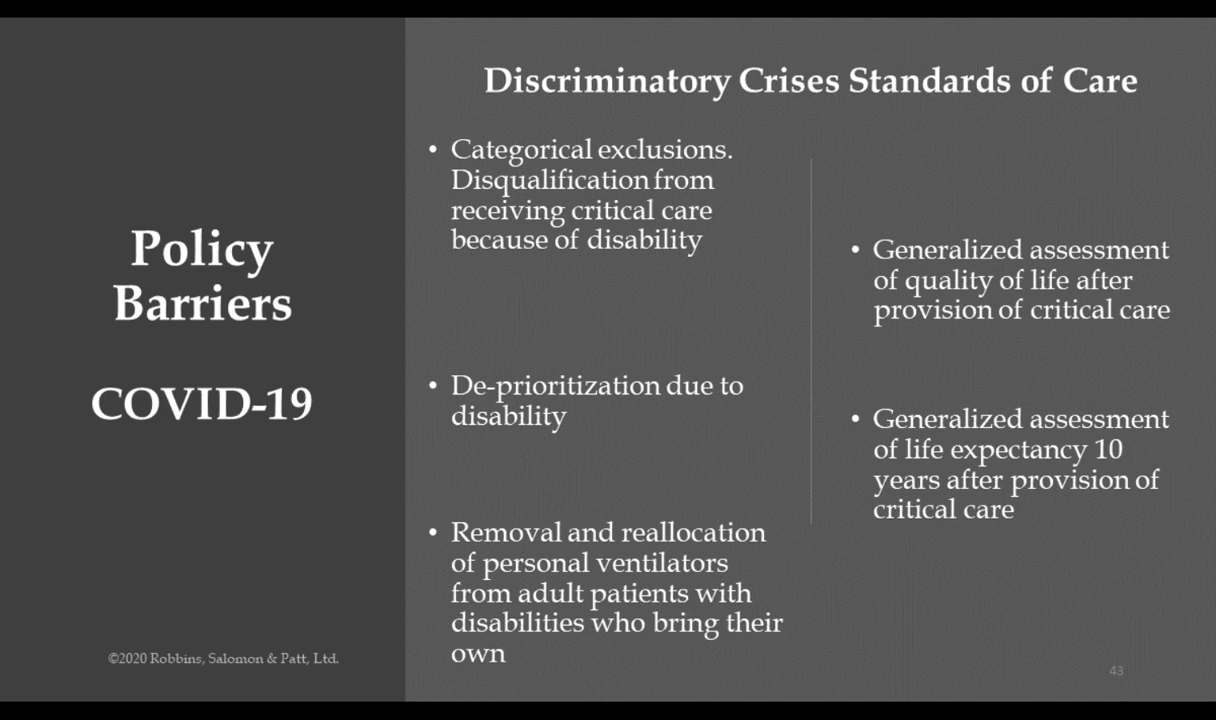 Policy
Barriers
COVID-19
©2020 Robbins, Salomon & Patt, Ltd.
Discriminatory Crises Standards of Care
• Categorical exclusions.
Disqualification from
receiving critical care
because of disability
• De-prioritization due to
disability
• Removal and reallocation
of personal ventilators
from adult patients with
disabilities who bring their
own
• Generalized assessment
of quality of life after
provision of critical care
• Generalized assessment
of life expectancy 10
years after provision of
critical care
43